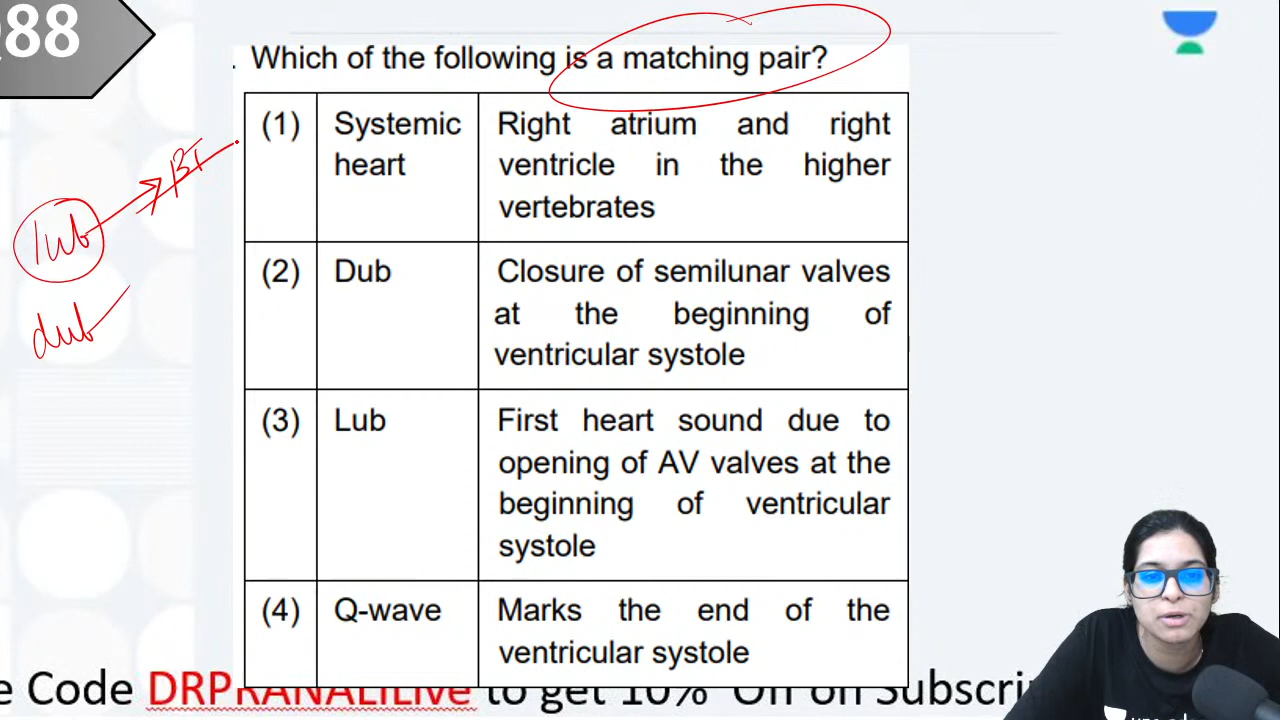 Q88
. Which of the following is a matching pair?
(1) Systemic heart Right atrium and right ventricle in the higher vertebrates
(2) Dub Closure of semilunar valves at the beginning of ventricular systole
(3) Lub First heart sound due to opening of AV valves at the beginning of ventricular systole
(4) Q-wave Marks the end of the ventricular systole
lub
dub
e Code DRPRANALILive to get 10% Off on Subscri